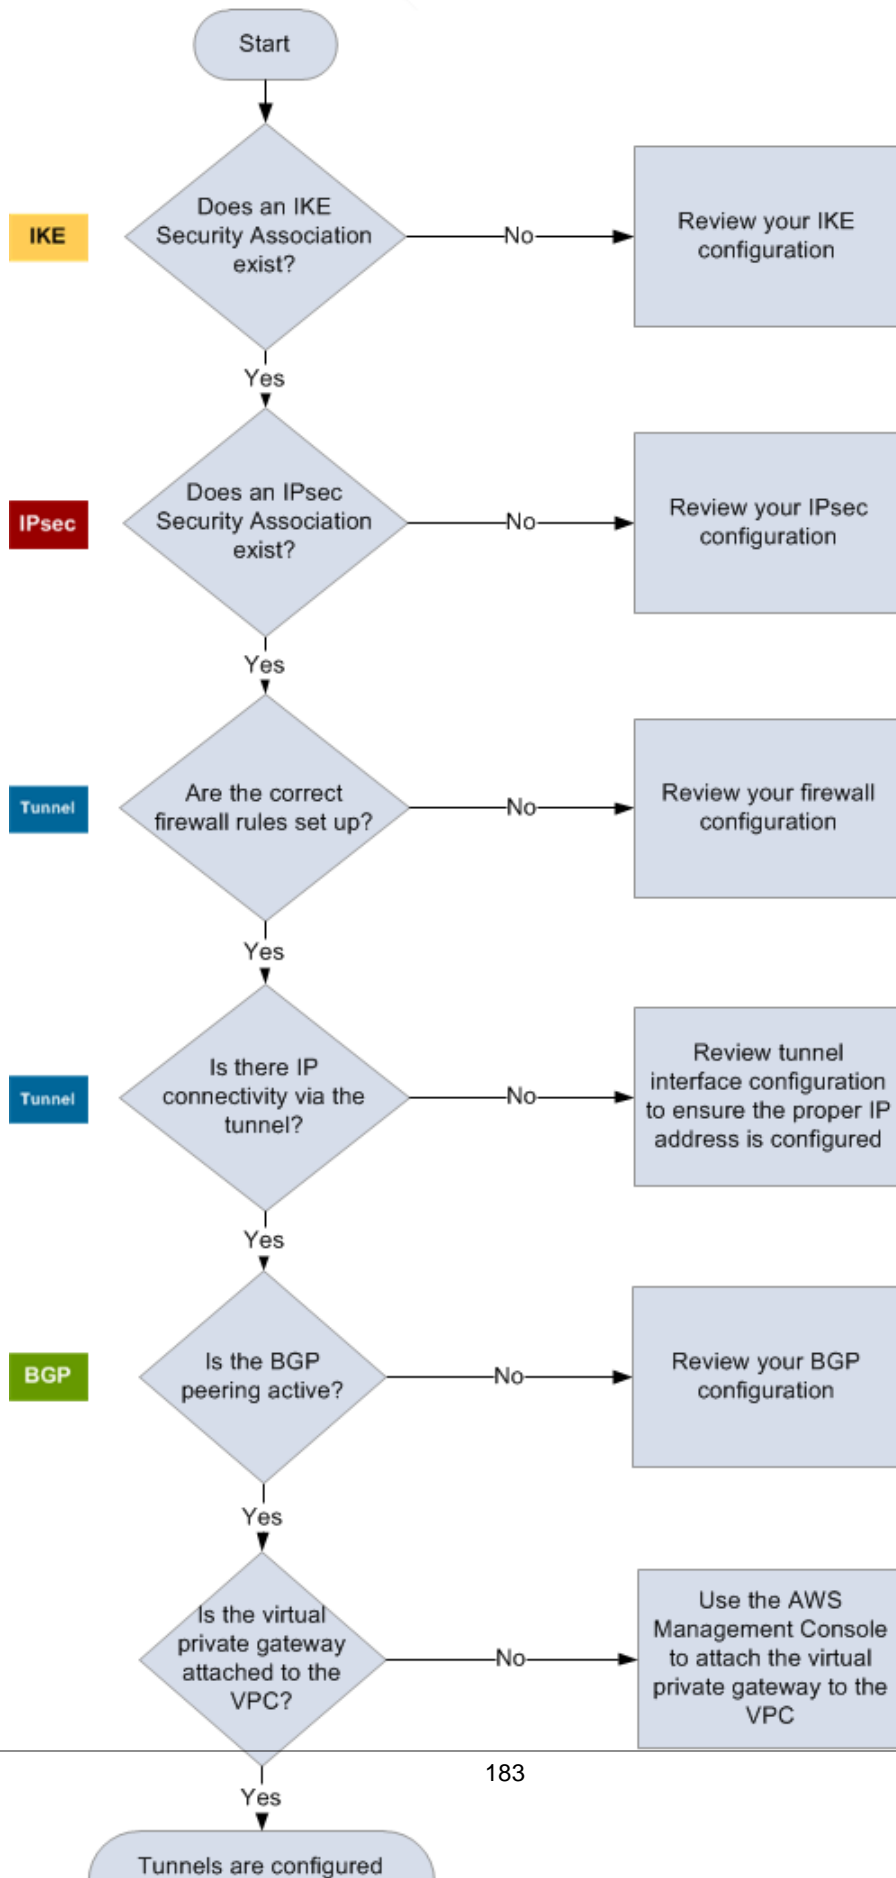 Start
IKE
Does an IKE
Security Association
exist?
No
Review your IKE
configuration
Yes
IPsec
Does an IPsec
Security Association
exist?
No
Review your IPsec
configuration
Yes
Tunnel
Are the correct
firewall rules set up?
No
Review your firewall
configuration
Yes
Tunnel
Is there IP
connectivity via the
tunnel?
No
Review tunnel
interface configuration
to ensure the proper IP
address is configured
Yes
BGP
Is the BGP
peering active?
No
Review your BGP
configuration
Yes
Is the virtual
private gateway
attached to the
VPC?
No
Use the AWS
Management Console
to attach the virtual
private gateway to the
VPC
183
Yes
Tunnels are configured